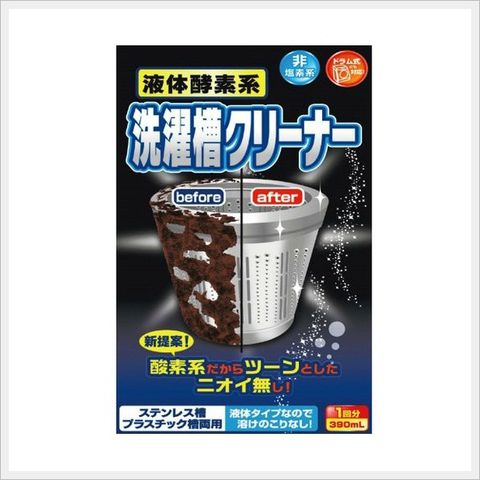 非
塩素系
ドラム式
にも
対応!
液体酵素系
洗濯槽クリーナー
before
after
新提案!
酸素系だからツーンとした
ニオイ無し!
ステンレス槽
プラスチック槽両用
液体タイプなので
溶けのこりなし!
1回分
390mL